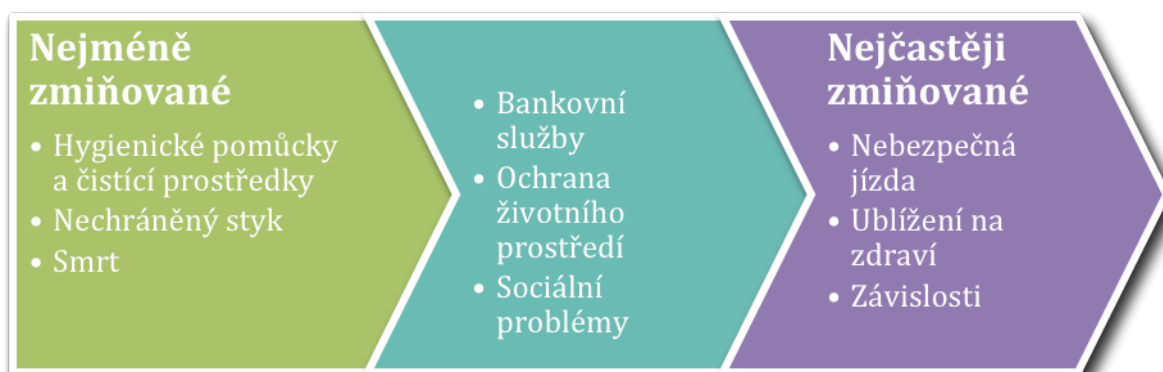 Nejméně
zmiňované
• Hygienické pomůcky
a čistící prostředky
• Nechráněný styk
• Smrt
• Bankovní
služby
• Ochrana
životního
prostředí
• Sociální
problémy
Nejčastěji
zmiňované
• Nebezpečná
jízda
• Ublížení na
zdraví
• Závislosti